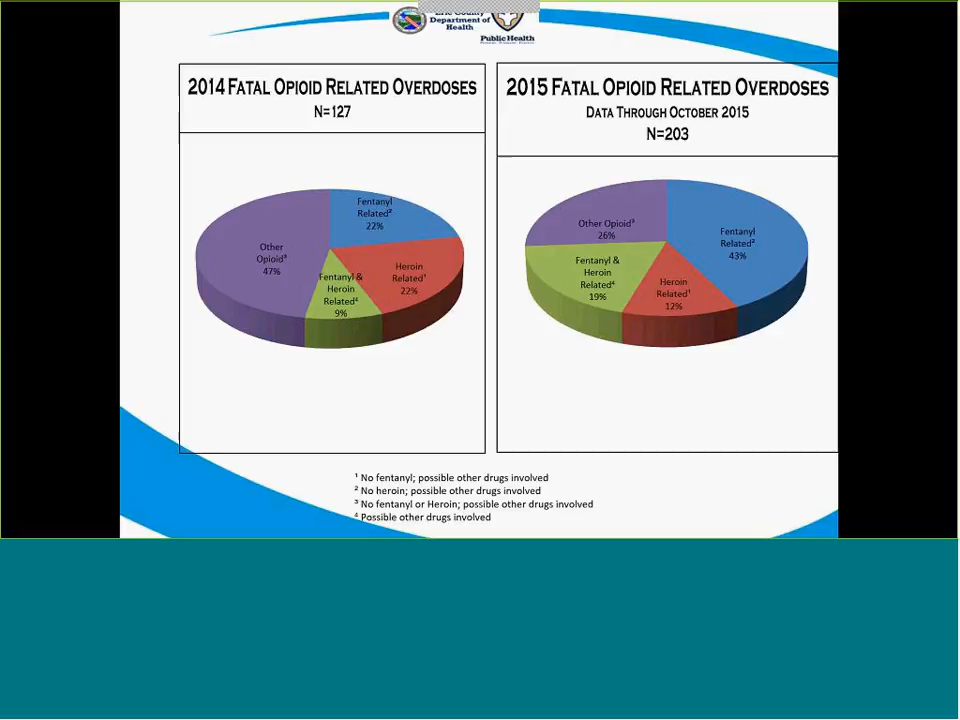 Department of
Health
Public Health
2014 FATAL OPIOID RELATED OVERDOSES
N=127
Fentanyl
Related²
22%
Other
Opioid³
47%
Heroin
Related¹
22%
Fentanyl &
Heroin
Related⁴
9%
2015 FATAL OPIOID RELATED OVERDOSES
DATA THROUGH OCTOBER 2015
N=203
Other Opioid³
26%
Fentanyl
Related²
43%
Fentanyl &
Heroin
Related⁴
19%
Heroin
Related¹
12%
¹ No fentanyl; possible other drugs involved
² No heroin; possible other drugs involved
³ No fentanyl or Heroin; possible other drugs involved
⁴ Possible other drugs involved